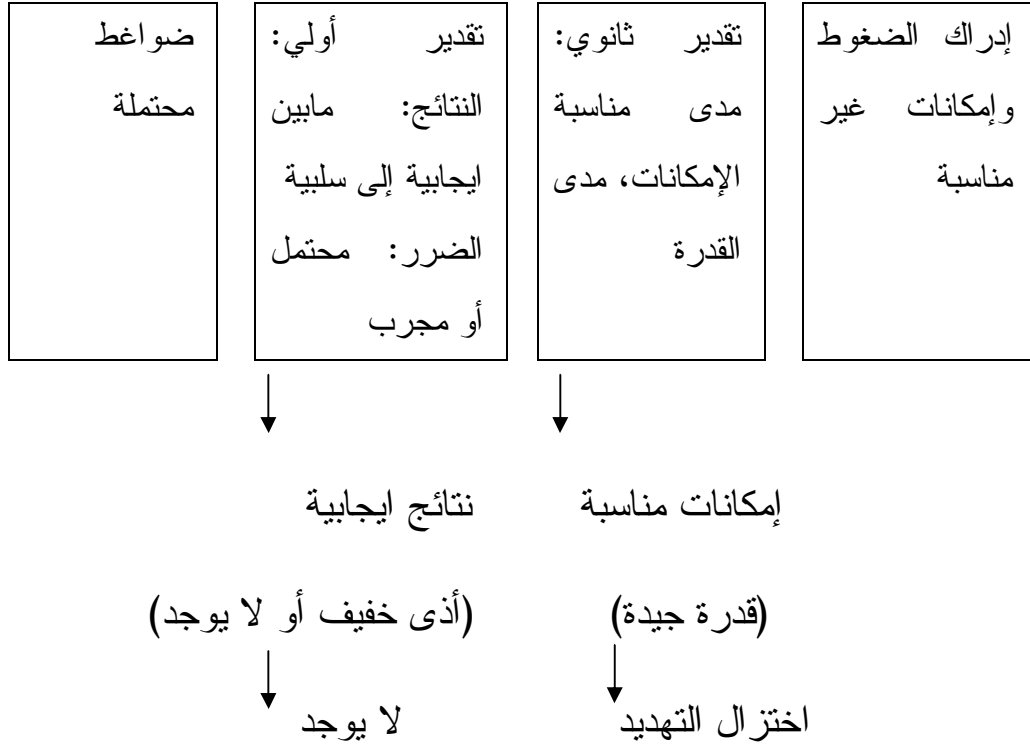 إدراك الضغوط
وإمكانات غير
مناسبة
تقدير ثانوي:
مدى مناسبة
الإمكانات، مدى
القدرة
تقدير أولي:
النتائج: مابين
ايجابية إلى سلبية
الضرر: محتمل
أو مجرب
ضواغط
محتملة
إمكانات مناسبة
نتائج ايجابية
(قدرة جيدة)
(أذى خفيف أو لا يوجد)
اختزال التهديد
لا يوجد